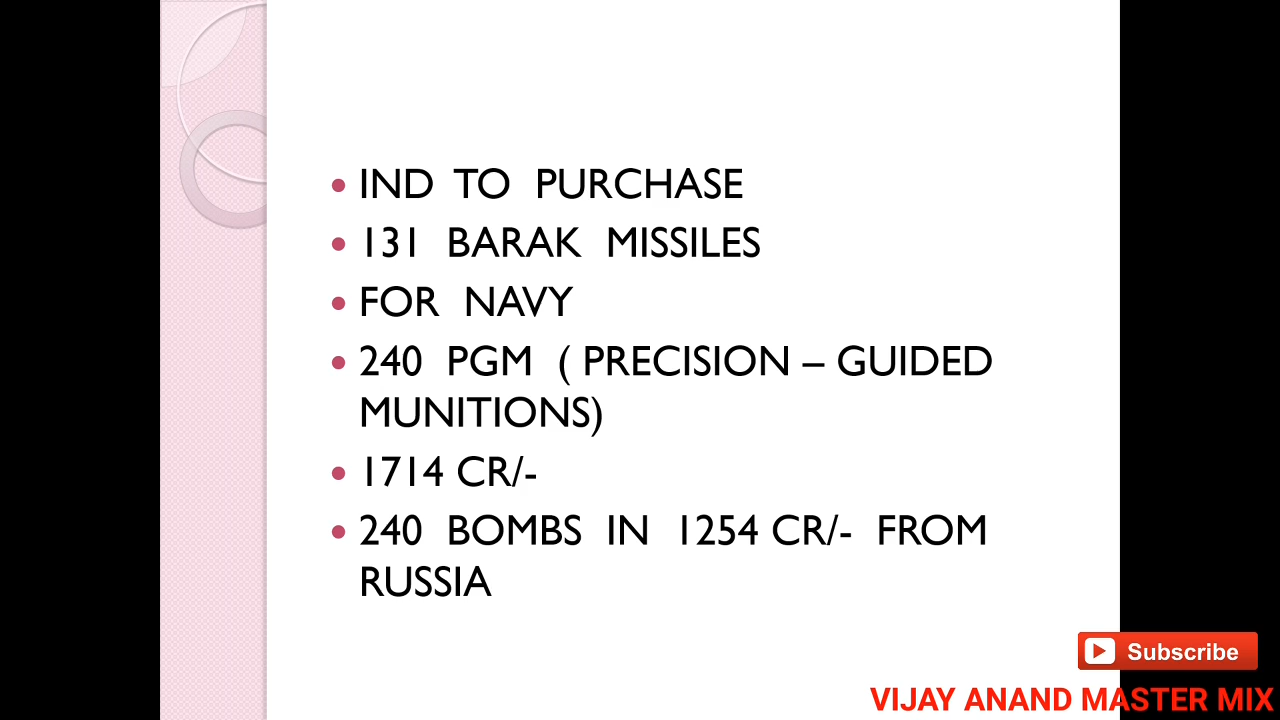 IND TO PURCHASE
131 BARAK MISSILES
FOR NAVY
240 PGM ( PRECISION – GUIDED
MUNITIONS)
1714 CR/-
240 BOMBS IN 1254 CR/- FROM
RUSSIA
Subscribe
VIJAY ANAND MASTER MIX